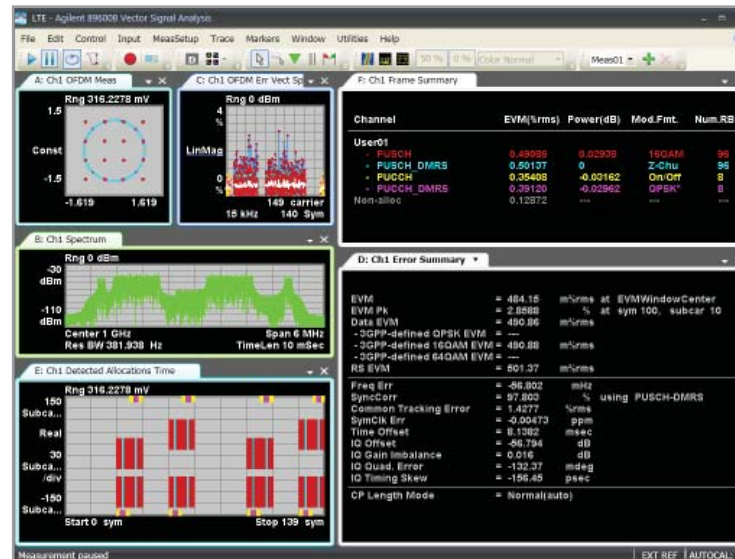 LTE - Agilent 89600B Vector Signal Analysis
File Edit Control Input MeasSetup Trace Markers Window Utilities Help
50 % 0 % Color Normal Meas01
A: Ch1 OFDM Meas
Rng 316.2278 mV
1.5
Const
-1.5
-1.619 1.619
C: Ch1 OFDM Err Vect Sp
Rng 0 dBm
4
%
LinMag
0
%
149 carrier
15 kHz 140 Sym
B: Ch1 Spectrum
Rng 0 dBm
-30
dBm
-110
dBm
Center 1 GHz Span 6 MHz
Res BW 381.938 Hz TimeLen 10 mSec
E: Ch1 Detected Allocations Time
Rng 316.2278 mV
150
Subca...
Real
30
Subca...
/div
-150
Subca...
Start 0 sym Stop 139 sym
F: Ch1 Frame Summary
Channel EVM(%rms) Power(dB) Mod.Fmt. Num.RB
User01
- PUSCH 0.49086 0.02938 16QAM 96
- PUSCH_DMRS 0.50137 0 Z-Chu 96
- PUCCH 0.35408 -0.03162 On/Off 8
- PUCCH_DMRS 0.39120 -0.02962 QPSK* 8
Non-alloc 0.12872 --- --- ---
D: Ch1 Error Summary
EVM = 484.15 m%rms at EVMWindowCenter
EVM Pk = 2.8588 % at sym 100, subcar 10
Data EVM = 490.86 m%rms
- 3GPP-defined QPSK EVM = ---
- 3GPP-defined 16QAM EVM = 490.88 m%rms
- 3GPP-defined 64QAM EVM = ---
RS EVM = 501.37 m%rms
Freq Err = -56.802 mHz
SyncCorr = 97.803 % using PUSCH-DMRS
Common Tracking Error = 1.4277 %rms
SymClk Err = -0.00473 ppm
Time Offset = 8.1382 msec
IQ Offset = -56.794 dB
IQ Gain Imbalance = 0.016 dB
IQ Quad. Error = -132.37 mdeg
IQ Timing Skew = -156.45 psec
CP Length Mode = Normal(auto)
Measurement paused EXT REF AUTOCAL: